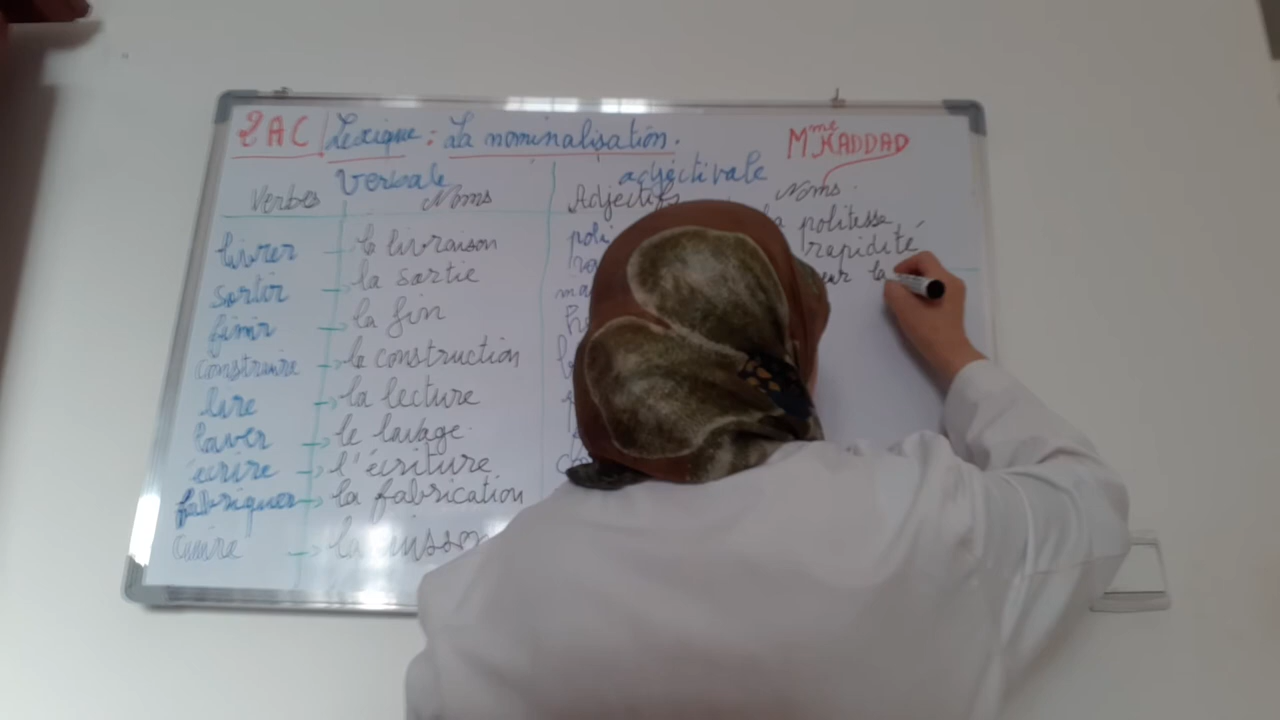 2AC | Lexique : La nominalisation.
Mme KADDAD
Verbale
adjectivale
Verbes Noms
Adjectifs Noms.
livrer → la livraison
sortir → la sortie
finir → la fin
construire → la construction
lire → la lecture
laver → le lavage
écrire → l'écriture
fabriquer → la fabrication
cuire → la
poli
la politesse
rapidité